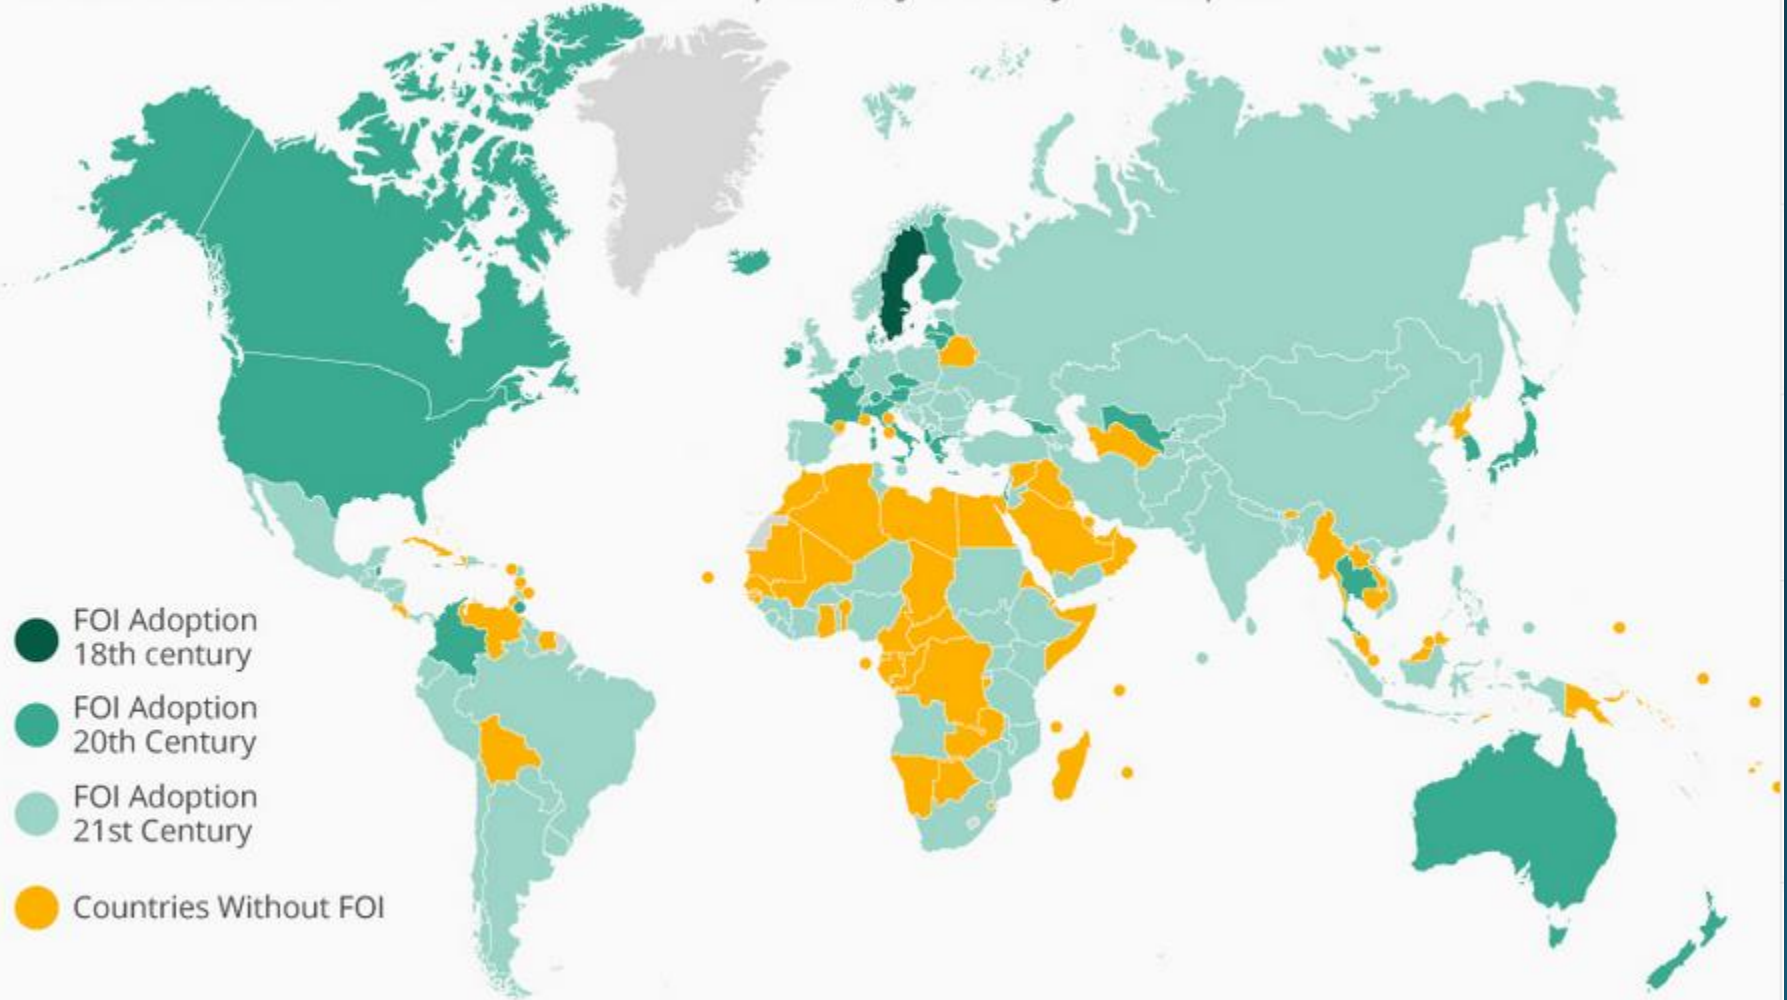 FOI Adoption
18th century
FOI Adoption
20th Century
FOI Adoption
21st Century
Countries Without FOI